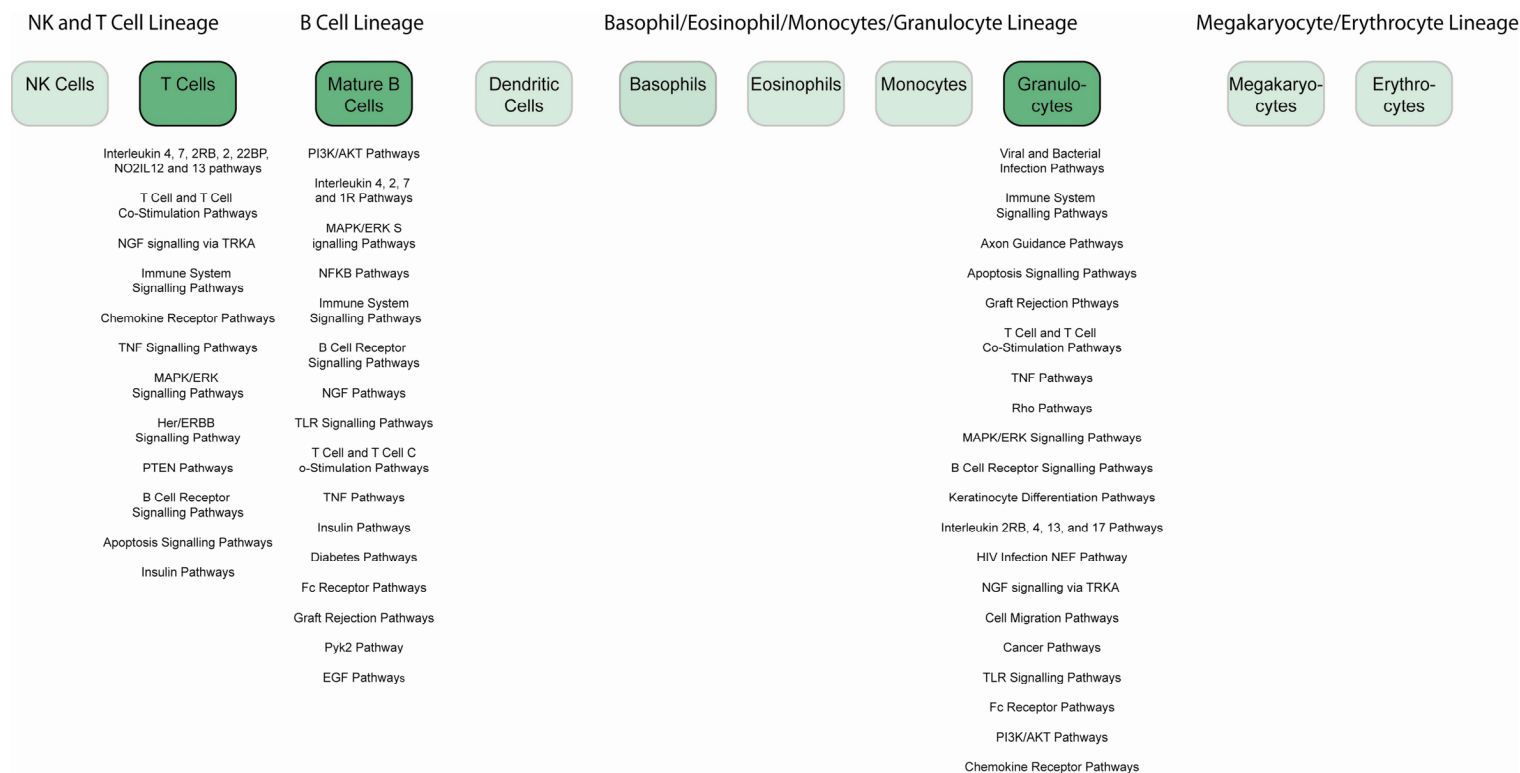 NK and T Cell Lineage
B Cell Lineage
Basophil/Eosinophil/Monocytes/Granulocyte Lineage
Megakaryocyte/Erythrocyte Lineage
NK Cells
T Cells
Mature B
Cells
Dendritic
Cells
Basophils
Eosinophils
Monocytes
Granulo-
cytes
Megakaryo-
cytes
Erythro-
cytes
Interleukin 4, 7, 2RB, 2, 22BP,
NO2IL12 and 13 pathways
T Cell and T Cell
Co-Stimulation Pathways
NGF signalling via TRKA
Immune System
Signalling Pathways
Chemokine Receptor Pathways
TNF Signalling Pathways
MAPK/ERK
Signalling Pathways
Her/ERBB
Signalling Pathway
PTEN Pathways
B Cell Receptor
Signalling Pathways
Apoptosis Signalling Pathways
Insulin Pathways
PI3K/AKT Pathways
Interleukin 4, 2, 7
and 1R Pathways
MAPK/ERK S
ignalling Pathways
NFKB Pathways
Immune System
Signalling Pathways
B Cell Receptor
Signalling Pathways
NGF Pathways
TLR Signalling Pathways
T Cell and T Cell C
o-Stimulation Pathways
TNF Pathways
Insulin Pathways
Diabetes Pathways
Fc Receptor Pathways
Graft Rejection Pathways
Pyk2 Pathway
EGF Pathways
Viral and Bacterial
Infection Pathways
Immune System
Signalling Pathways
Axon Guidance Pathways
Apoptosis Signalling Pathways
Graft Rejection Pthways
T Cell and T Cell
Co-Stimulation Pathways
TNF Pathways
Rho Pathways
MAPK/ERK Signalling Pathways
B Cell Receptor Signalling Pathways
Keratinocyte Differentiation Pathways
Interleukin 2RB, 4, 13, and 17 Pathways
HIV Infection NEF Pathway
NGF signalling via TRKA
Cell Migration Pathways
Cancer Pathways
TLR Signalling Pathways
Fc Receptor Pathways
PI3K/AKT Pathways
Chemokine Receptor Pathways